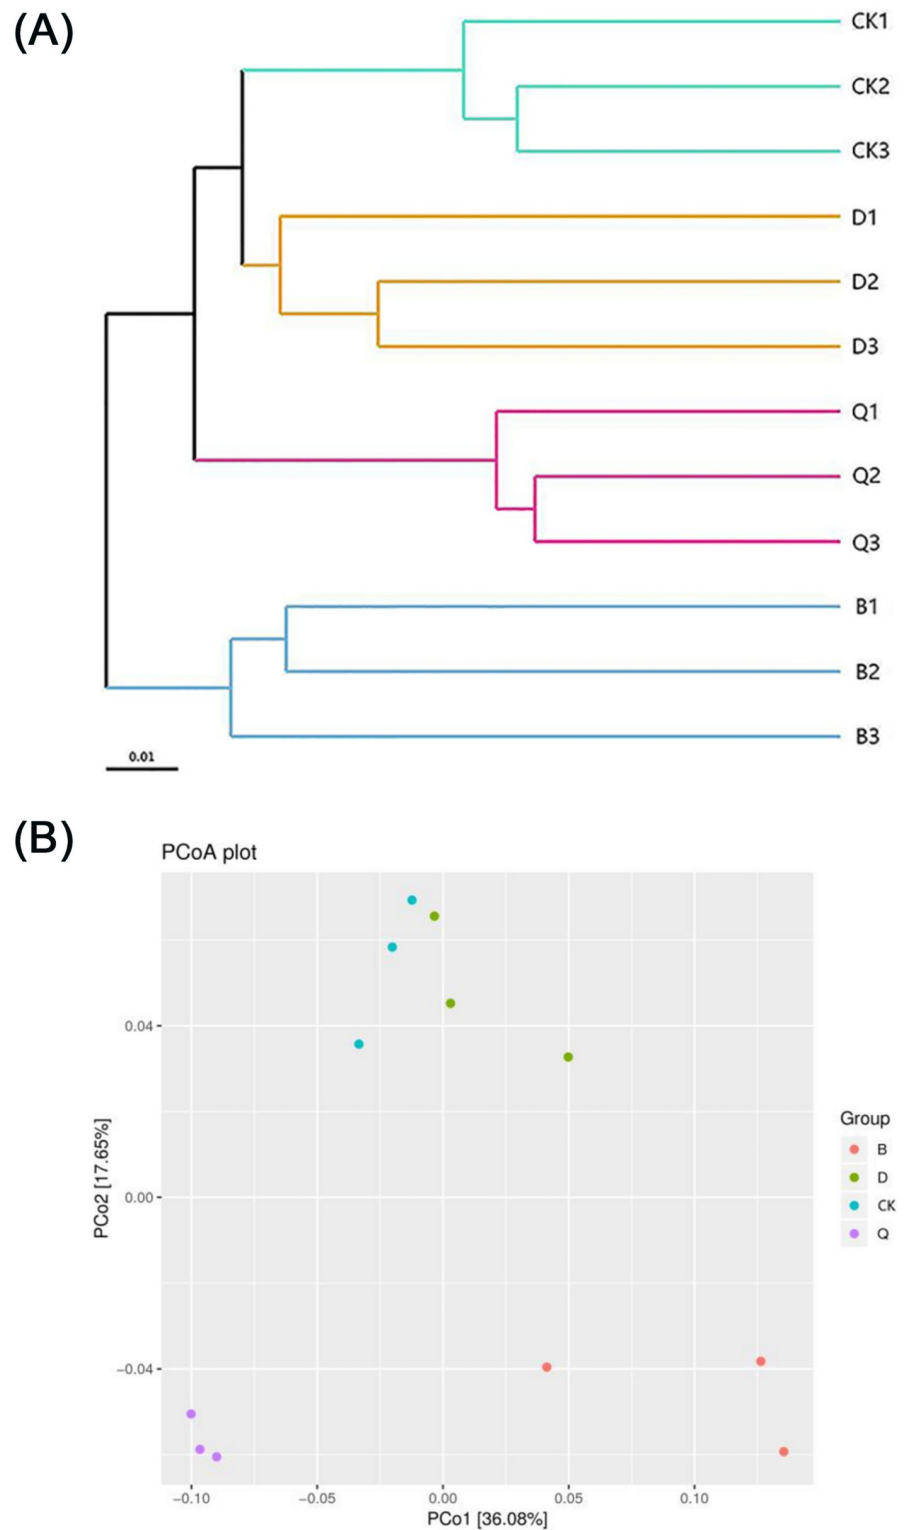 (A)
CK1
CK2
CK3
D1
D2
D3
Q1
Q2
Q3
B1
B2
B3
0.01
(B)
PCoA plot
0.04
0.00
−0.04
PCo2 [17.65%]
−0.10 −0.05 0.00 0.05 0.10
PCo1 [36.08%]
Group
B
D
CK
Q